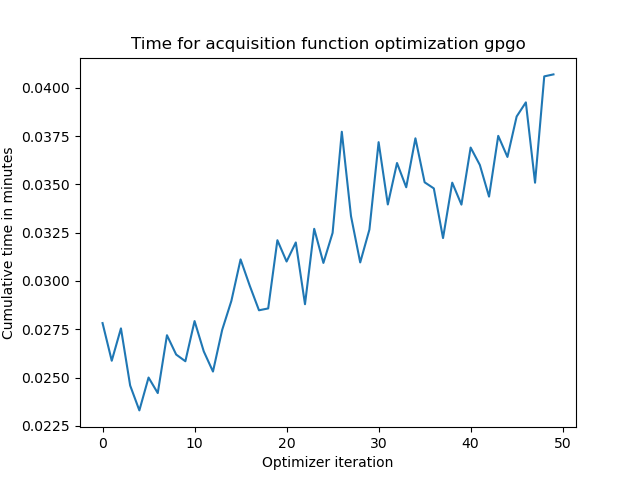 Time for acquisition function optimization gpgo
Cumulative time in minutes
0.0400
0.0375
0.0350
0.0325
0.0300
0.0275
0.0250
0.0225
0 10 20 30 40 50
Optimizer iteration